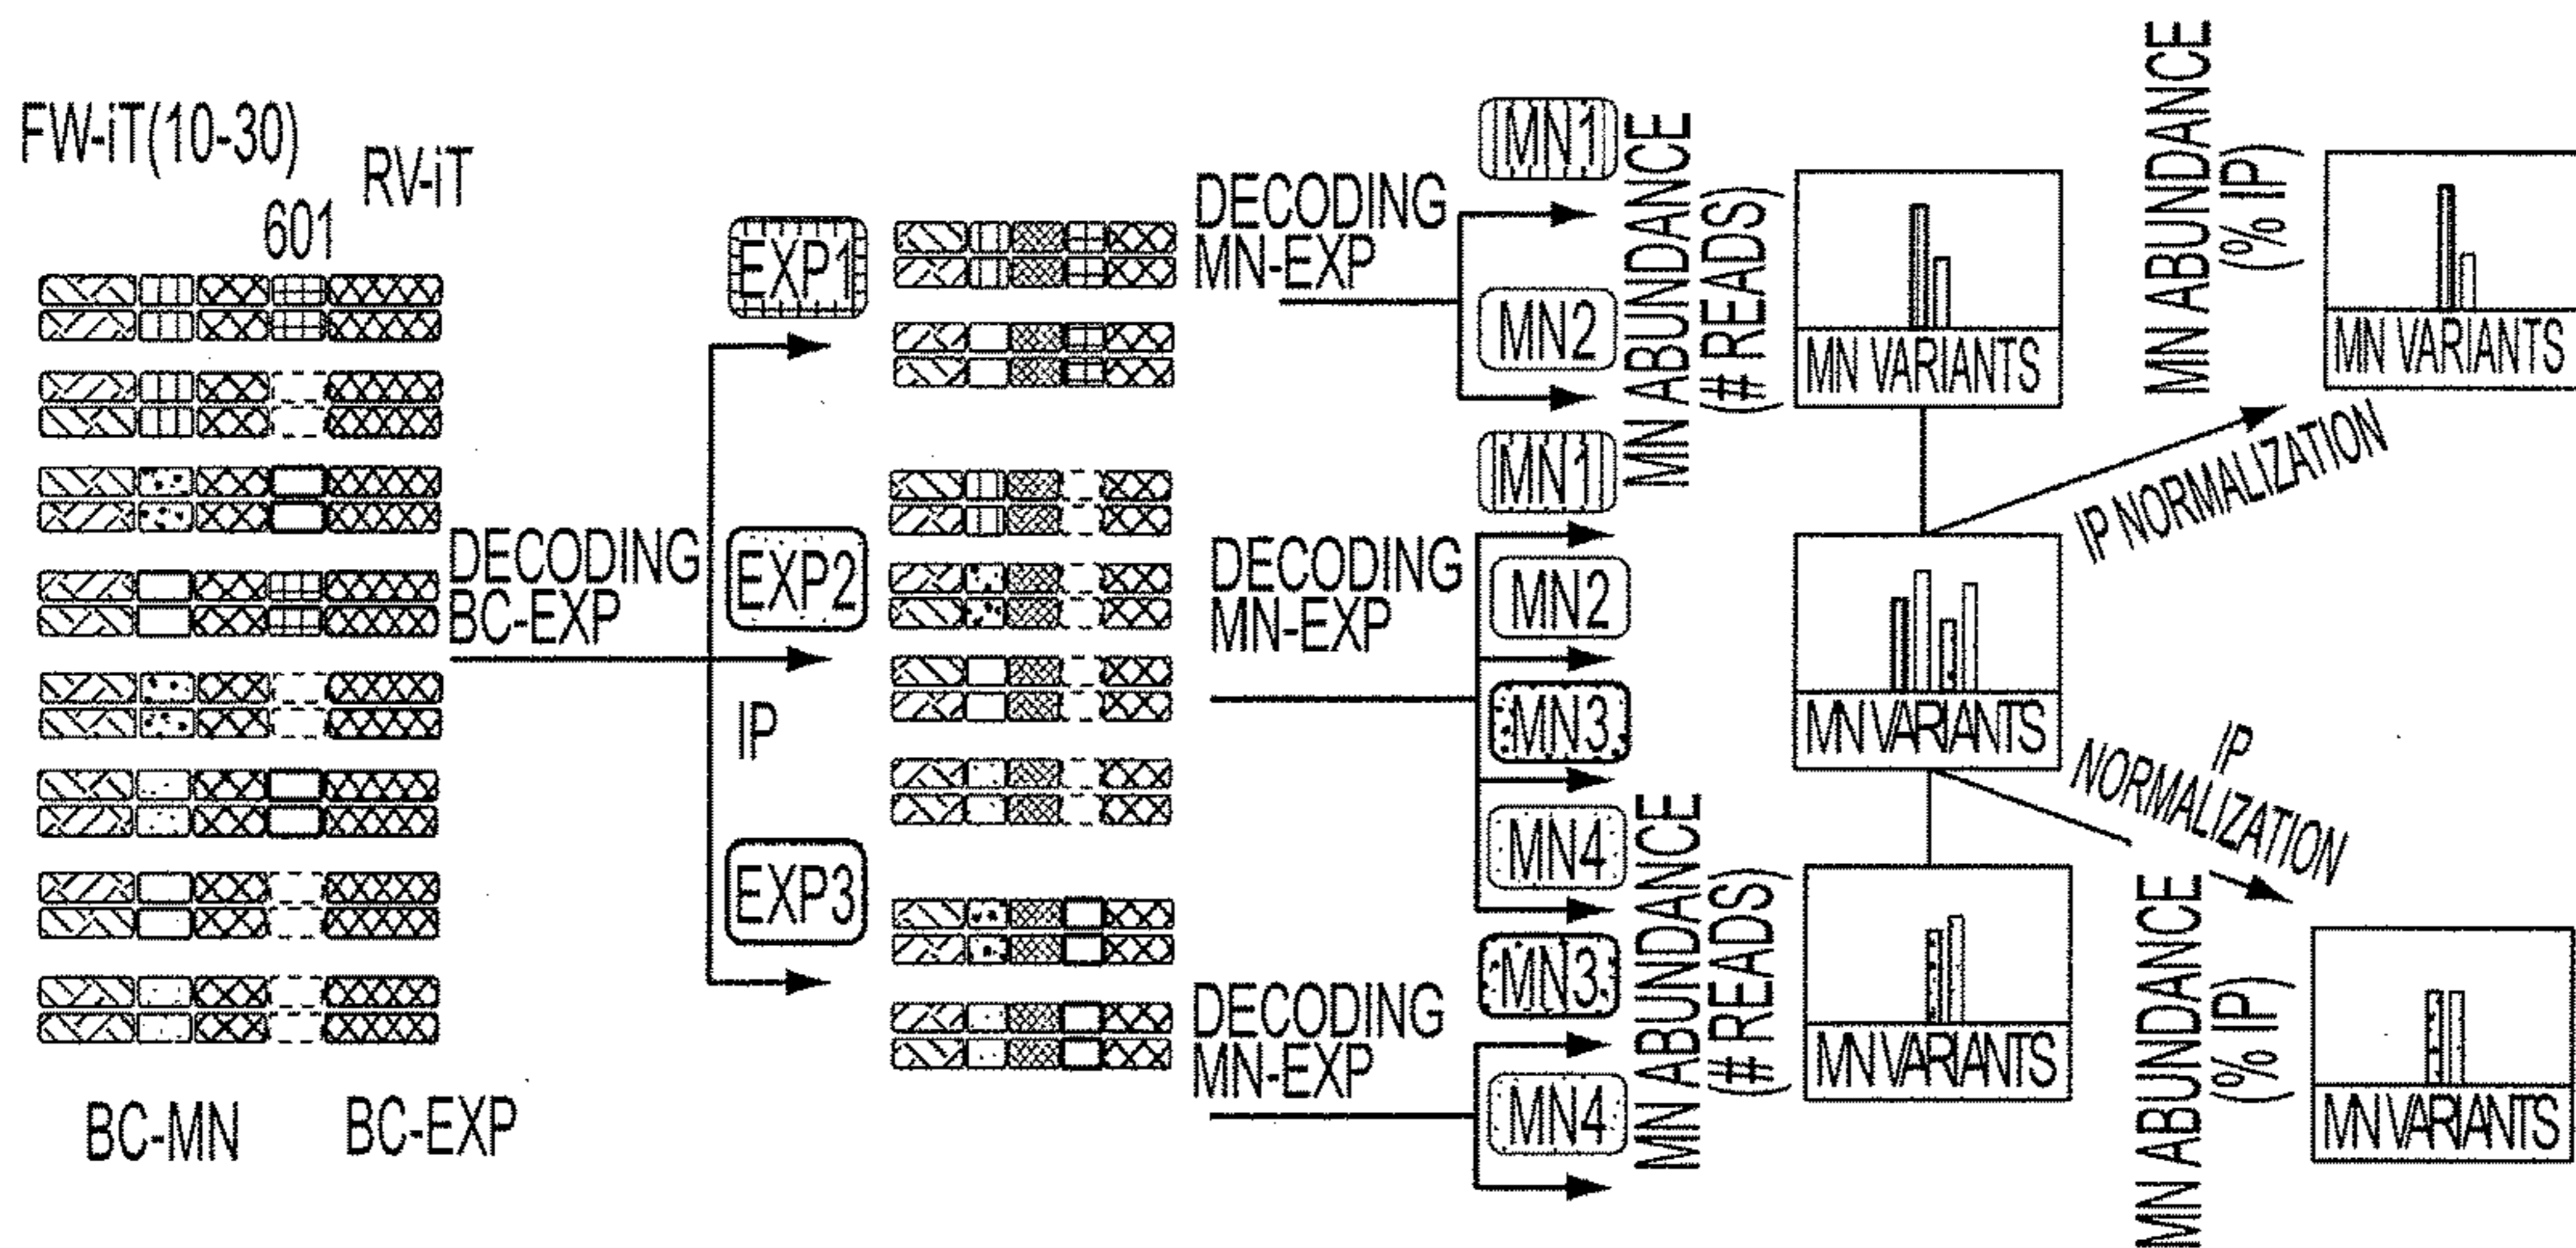 FW-iT(10-30)
RV-iT
601
BC-MN
BC-EXP
DECODING
BC-EXP
EXP1
EXP2
IP
EXP3
DECODING
MN-EXP
DECODING
MN-EXP
DECODING
MN-EXP
MN1
MN2
MN1
MN2
MN3
MN4
MN3
MN4
MN ABUNDANCE
(# READS)
MN ABUNDANCE
(# READS)
MN VARIANTS
MN VARIANTS
MN VARIANTS
IP NORMALIZATION
IP
NORMALIZATION
MN ABUNDANCE
(% IP)
MN VARIANTS
MN ABUNDANCE
(% IP)
MN VARIANTS